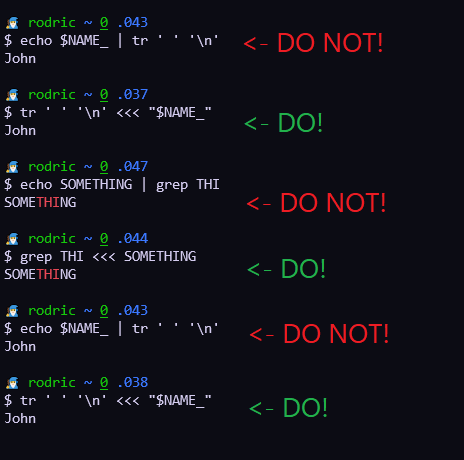 rodric ~ 0 .043
$ echo $NAME_ | tr ' ' '\n' <- DO NOT!
John
rodric ~ 0 .037
$ tr ' ' '\n' <<< "$NAME_" <- DO!
John
rodric ~ 0 .047
$ echo SOMETHING | grep THI <- DO NOT!
SOMETHING
rodric ~ 0 .044
$ grep THI <<< SOMETHING <- DO!
SOMETHING
rodric ~ 0 .043
$ echo $NAME_ | tr ' ' '\n' <- DO NOT!
John
rodric ~ 0 .038
$ tr ' ' '\n' <<< "$NAME_" <- DO!
John